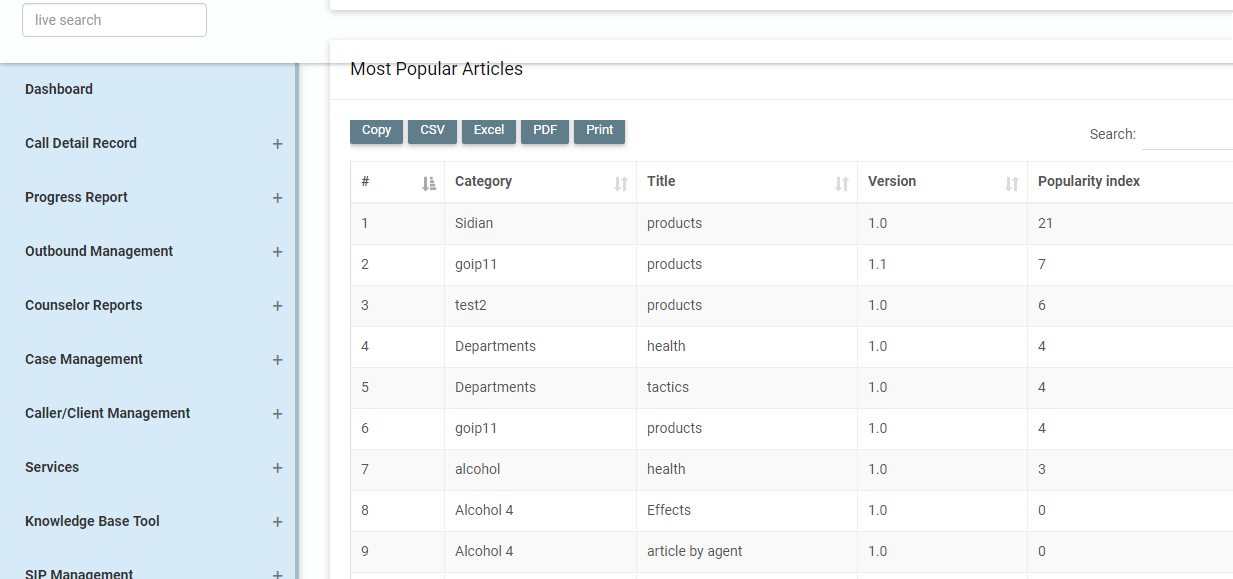 live search
Dashboard
Call Detail Record
Progress Report
Outbound Management
Counselor Reports
Case Management
Caller/Client Management
Services
Knowledge Base Tool
SIP Management
Most Popular Articles
Copy CSV Excel PDF Print
Search:
# Category Title Version Popularity index
1 Sidian products 1.0 21
2 goip11 products 1.1 7
3 test2 products 1.0 6
4 Departments health 1.0 4
5 Departments tactics 1.0 4
6 goip11 products 1.0 4
7 alcohol health 1.0 3
8 Alcohol 4 Effects 1.0 0
9 Alcohol 4 article by agent 1.0 0